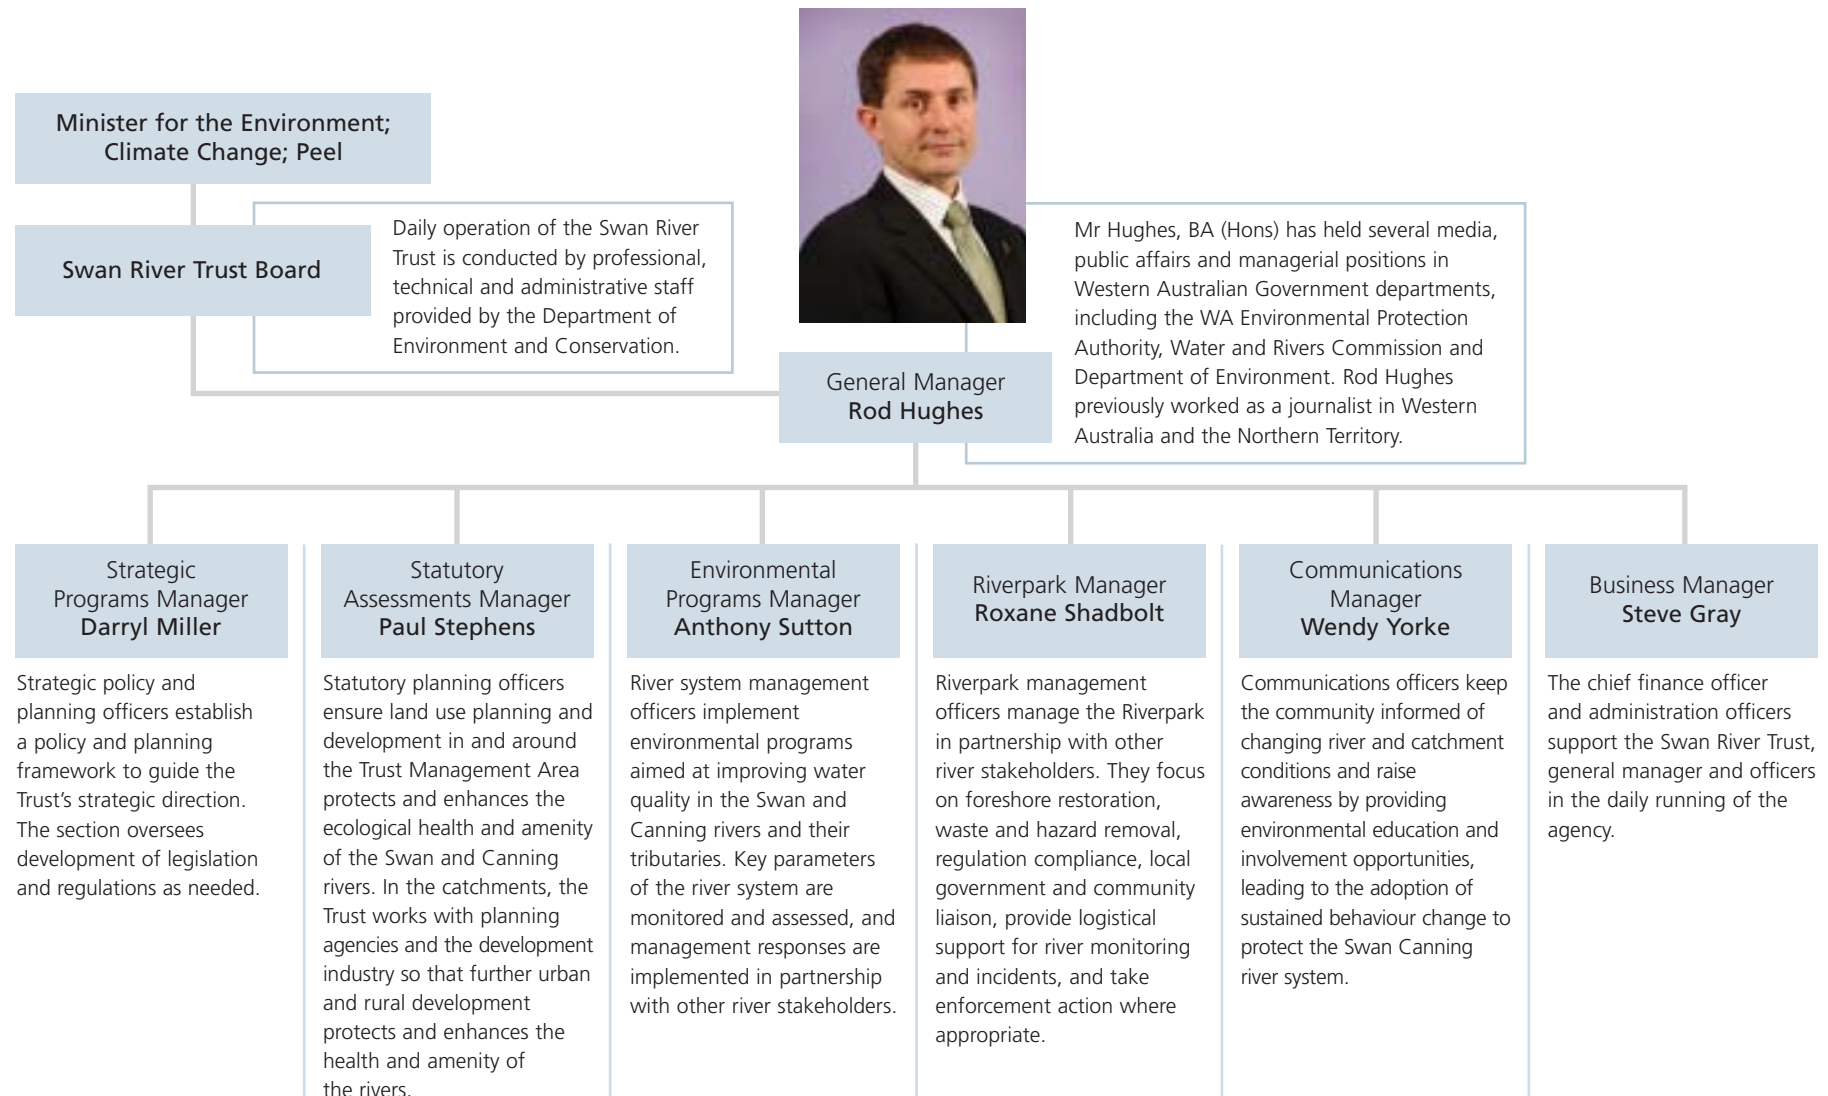 Minister for the Environment;
Climate Change; Peel
Swan River Trust Board
Daily operation of the Swan River
Trust is conducted by professional,
technical and administrative staff
provided by the Department of
Environment and Conservation.
General Manager
Rod Hughes
Mr Hughes, BA (Hons) has held several media,
public affairs and managerial positions in
Western Australian Government departments,
including the WA Environmental Protection
Authority, Water and Rivers Commission and
Department of Environment. Rod Hughes
previously worked as a journalist in Western
Australia and the Northern Territory.
Strategic
Programs Manager
Darryl Miller
Strategic policy and
planning officers establish
a policy and planning
framework to guide the
Trust’s strategic direction.
The section oversees
development of legislation
and regulations as needed.
Statutory
Assessments Manager
Paul Stephens
Statutory planning officers
ensure land use planning and
development in and around
the Trust Management Area
protects and enhances the
ecological health and amenity
of the Swan and Canning
rivers. In the catchments, the
Trust works with planning
agencies and the development
industry so that further urban
and rural development
protects and enhances the
health and amenity of
the rivers.
Environmental
Programs Manager
Anthony Sutton
River system management
officers implement
environmental programs
aimed at improving water
quality in the Swan and
Canning rivers and their
tributaries. Key parameters
of the river system are
monitored and assessed, and
management responses are
implemented in partnership
with other river stakeholders.
Riverpark Manager
Roxane Shadbolt
Riverpark management
officers manage the Riverpark
in partnership with other
river stakeholders. They focus
on foreshore restoration,
waste and hazard removal,
regulation compliance, local
government and community
liaison, provide logistical
support for river monitoring
and incidents, and take
enforcement action where
appropriate.
Communications
Manager
Wendy Yorke
Communications officers keep
the community informed of
changing river and catchment
conditions and raise
awareness by providing
environmental education and
involvement opportunities,
leading to the adoption of
sustained behaviour change to
protect the Swan Canning
river system.
Business Manager
Steve Gray
The chief finance officer
and administration officers
support the Swan River Trust,
general manager and officers
in the daily running of the
agency.